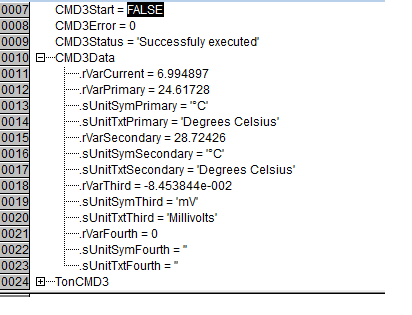 0007 CMD3Start = FALSE
0008 CMD3Error = 0
0009 CMD3Status = 'Successfuly executed'
0010 CMD3Data
0011 .rVarCurrent = 6.994897
0012 .rVarPrimary = 24.61728
0013 .sUnitSymPrimary = '°C'
0014 .sUnitTxtPrimary = 'Degrees Celsius'
0015 .rVarSecondary = 28.72426
0016 .sUnitSymSecondary = '°C'
0017 .sUnitTxtSecondary = 'Degrees Celsius'
0018 .rVarThird = -8.453844e-002
0019 .sUnitSymThird = 'mV'
0020 .sUnitTxtThird = 'Millivolts'
0021 .rVarFourth = 0
0022 .sUnitSymFourth = ''
0023 .sUnitTxtFourth = ''
0024 TonCMD3